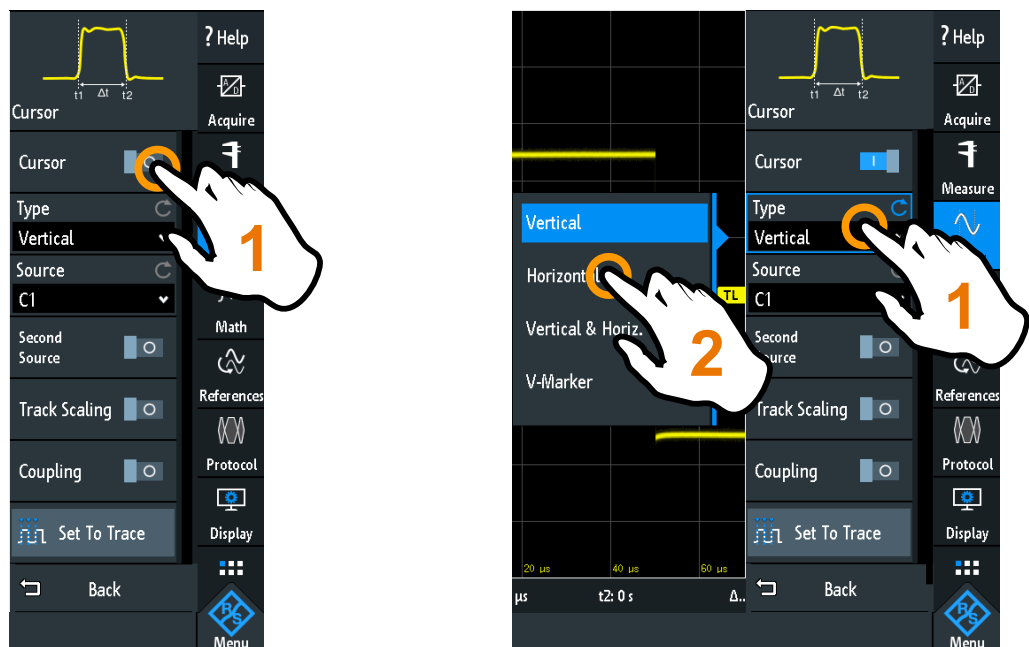 ? Help
t1 Δt t2
Cursor
Acquire
Cursor
Type
Vertical
1
Source
C1
Math
Second
Source
References
Track Scaling
Protocol
Coupling
Set To Trace
Display
Back
R/S
Menu
? Help
t1 Δt t2
Cursor
Acquire
Cursor
Measure
Vertical
Type
Vertical
Horizontal
Source
TL
C1
1
Vertical & Horiz.
2
Second
V-Marker
References
Track Scaling
Protocol
Coupling
Set To Trace
Display
20 µs 40 µs 60 µs
µs t2: 0 s Δ..
Back
R/S
Menu